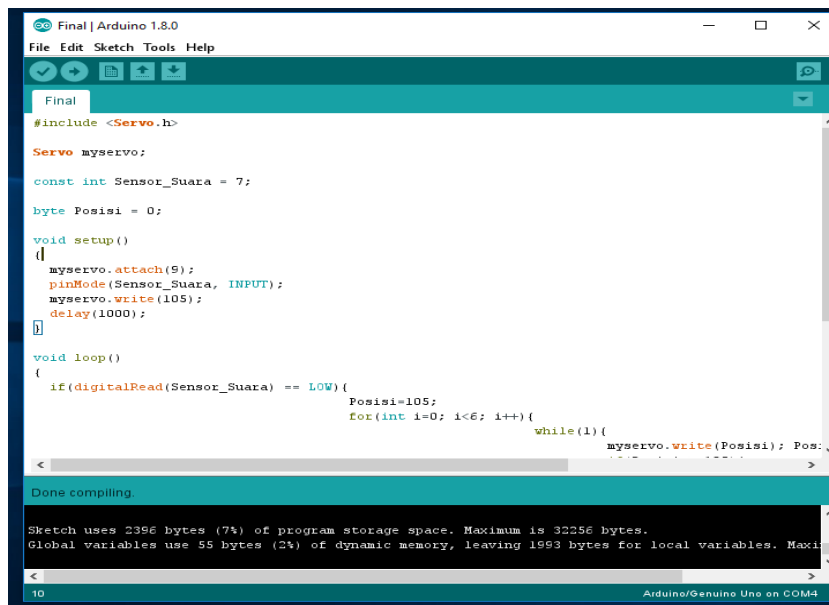 Final | Arduino 1.8.0
File Edit Sketch Tools Help
Final
#include <Servo.h>
Servo myservo;
const int Sensor_Suara = 7;
byte Posisi = 0;
void setup()
{
  myservo.attach(9);
  pinMode(Sensor_Suara, INPUT);
  myservo.write(105);
  delay(1000);
}
void loop()
{
  if(digitalRead(Sensor_Suara) == LOW){
Posisi=105;
for(int i=0; i<6; i++){
while(1){
myservo.write(Posisi); Pos
Done compiling.
Sketch uses 2396 bytes (7%) of program storage space. Maximum is 32256 bytes.
Global variables use 55 bytes (2%) of dynamic memory, leaving 1993 bytes for local variables. Maxi
10
Arduino/Genuino Uno on COM4